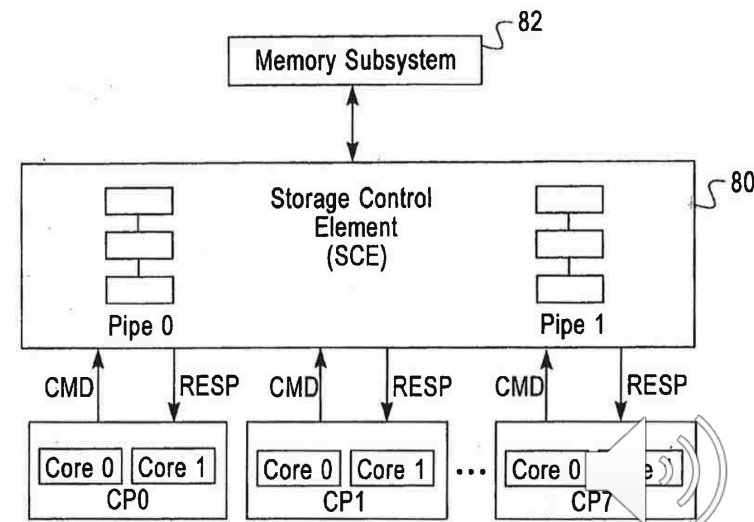 82
Memory Subsystem
80
Storage Control
Element
(SCE)
Pipe 0
Pipe 1
CMD RESP CMD RESP CMD RESP
Core 0 Core 1 Core 0 Core 1 ... Core 0
CP0 CP1 CP7